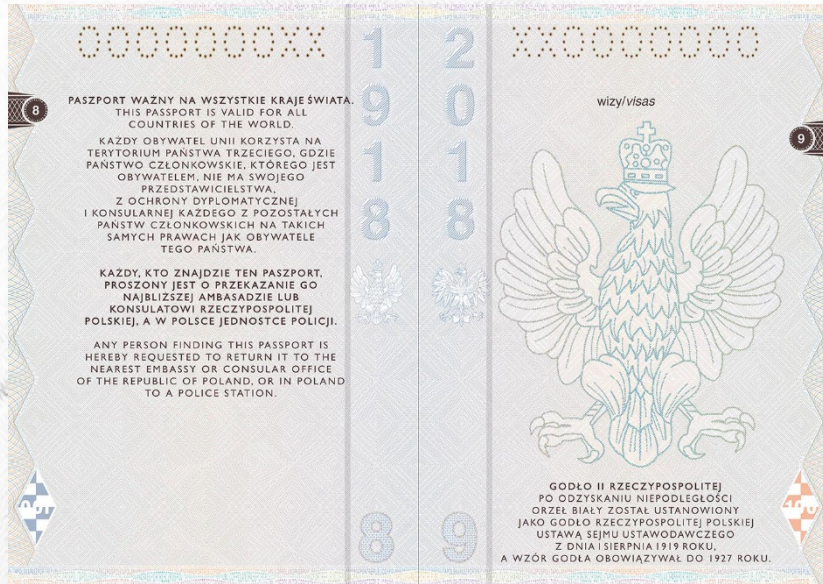 OOOOOOOXX
8
PASZPORT WAŻNY NA WSZYSTKIE KRAJE ŚWIATA.
THIS PASSPORT IS VALID FOR ALL
COUNTRIES OF THE WORLD.
KAŻDY OBYWATEL UNII KORZYSTA NA
TERYTORIUM PAŃSTWA TRZECIEGO, GDZIE
PAŃSTWO CZŁONKOWSKIE, KTÓREGO JEST
OBYWATELEM, NIE MA SWOJEGO
PRZEDSTAWICIELSTWA,
Z OCHRONY DYPLOMATYCZNEJ
I KONSULARNEJ KAŻDEGO Z POZOSTAŁYCH
PAŃSTW CZŁONKOWSKICH NA TAKICH
SAMYCH PRAWACH JAK OBYWATELE
TEGO PAŃSTWA.
KAŻDY, KTO ZNAJDZIE TEN PASZPORT,
PROSZONY JEST O PRZEKAZANIE GO
NAJBLIŻSZEJ AMBASADZIE LUB
KONSULATOWI RZECZYPOSPOLITEJ
POLSKIEJ, A W POLSCE JEDNOSTCE POLICJI.
ANY PERSON FINDING THIS PASSPORT IS
HEREBY REQUESTED TO RETURN IT TO THE
NEAREST EMBASSY OR CONSULAR OFFICE
OF THE REPUBLIC OF POLAND, OR IN POLAND
TO A POLICE STATION.
1918
8
2018
9
XXOOOOOOO
wizy/visas
9
GODŁO II RZECZYPOSPOLITEJ
PO ODZYSKANIU NIEPODLEGŁOŚCI
ORZEŁ BIAŁY ZOSTAŁ USTANOWIONY
JAKO GODŁO RZECZYPOSPOLITEJ POLSKIEJ
USTAWĄ SEJMU USTAWODAWCZEGO
Z DNIA 1 SIERPNIA 1919 ROKU,
A WZÓR GODŁA OBOWIĄZYWAŁ DO 1927 ROKU.